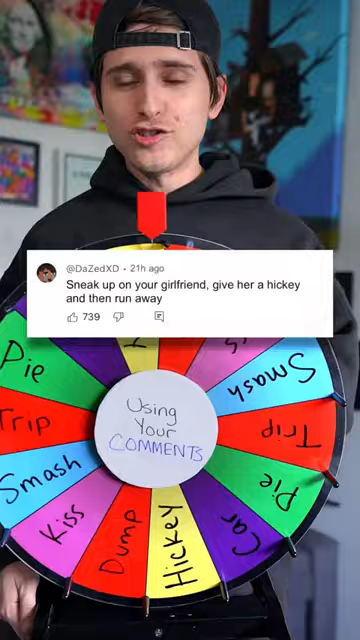 @DaZedXD • 21h ago
Sneak up on your girlfriend, give her a hickey
and then run away
739
Pie
Smash
Trip
Trip
Using
Your
COMMENTS
Smash
Pie
Kiss
Dump
Hickey
Car